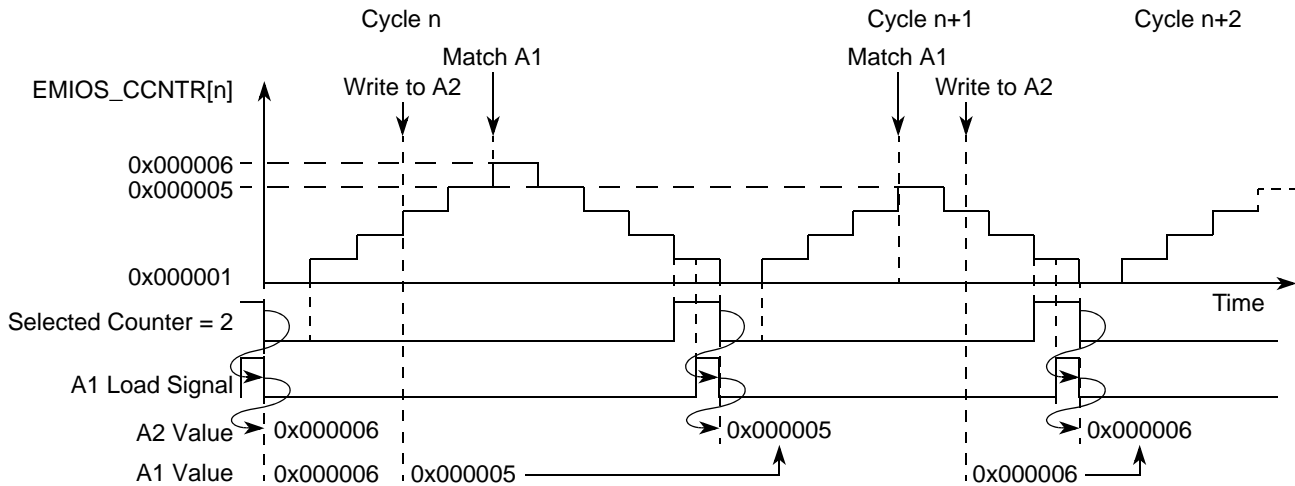 Cycle n
Cycle n+1
Cycle n+2
Match A1
Match A1
EMIOS_CCNTR[n]
Write to A2
Write to A2
0x000006
0x000005
0x000001
Time
Selected Counter = 2
A1 Load Signal
A2 Value
0x000006
0x000005
0x000006
A1 Value
0x000006
0x000005
0x000006